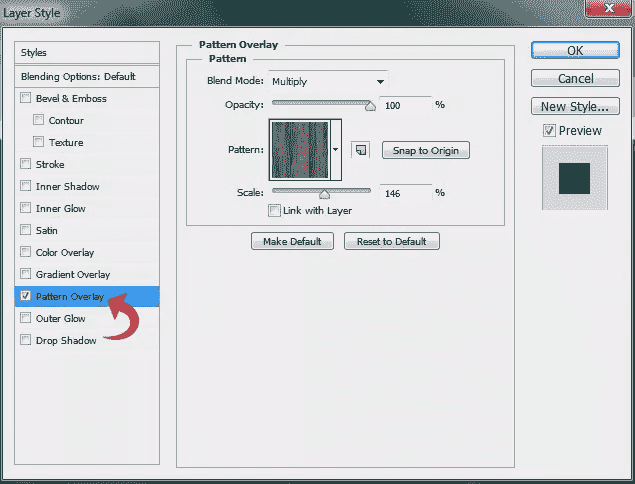 Layer Style
X
Styles
Blending Options: Default
Bevel & Emboss
Contour
Texture
Stroke
Inner Shadow
Inner Glow
Satin
Color Overlay
Gradient Overlay
Pattern Overlay
Outer Glow
Drop Shadow
Pattern Overlay
Pattern
Blend Mode: Multiply
Opacity: 100 %
Pattern: Snap to Origin
Scale: 146 %
Link with Layer
Make Default Reset to Default
OK
Cancel
New Style...
Preview